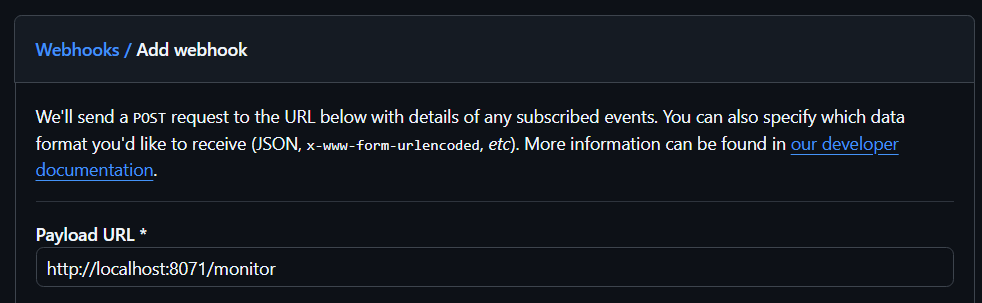 Webhooks / Add webhook
We'll send a POST request to the URL below with details of any subscribed events. You can also specify which data
format you'd like to receive (JSON, x-www-form-urlencoded, etc). More information can be found in our developer
documentation.
Payload URL *
http://localhost:8071/monitor